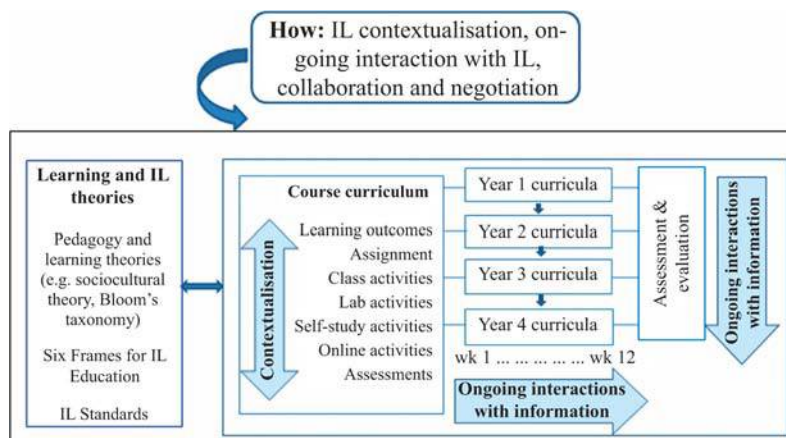 How: IL contextualisation, on-
going interaction with IL,
collaboration and negotiation
Learning and IL
theories
Pedagogy and
learning theories
(e.g. sociocultural
theory, Bloom's
taxonomy)
Six Frames for IL
Education
IL Standards
Course curriculum
Learning outcomes
Assignment
Class activities
Lab activities
Self-study activities
Online activities
Assessments
Contextualisation
Year 1 curricula
Year 2 curricula
Year 3 curricula
Year 4 curricula
wk 1 ... ... ... ... ... wk 12
Ongoing interactions
with information
Assessment &
evaluation
Ongoing interactions
with information